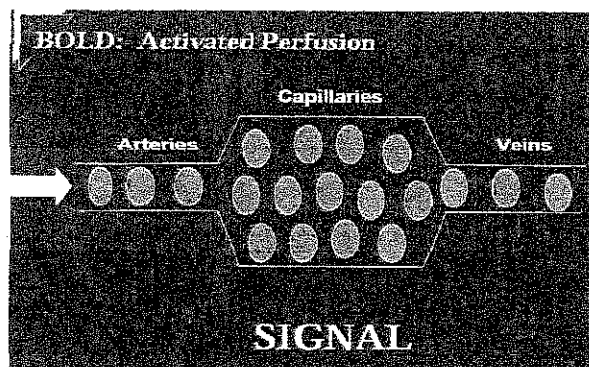 BOLD: Activated Perfusion
Capillaries
Arteries
Veins
SIGNAL